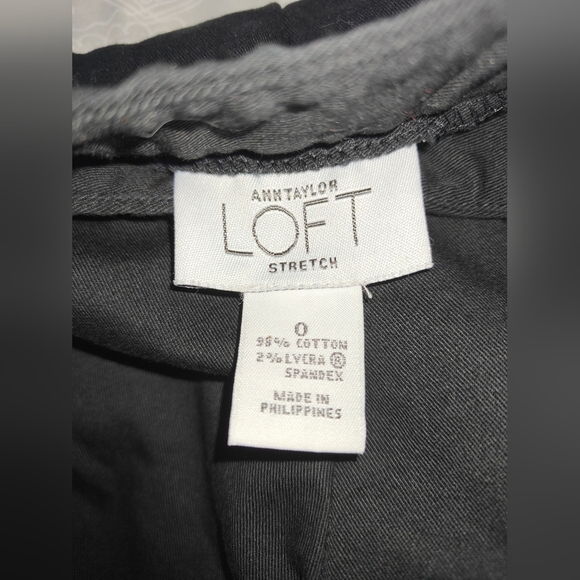 ANNTAYLOR
LOFT
STRETCH
0
98% COTTON
2% LYCRA ®
SPANDEX
MADE IN
PHILIPPINES